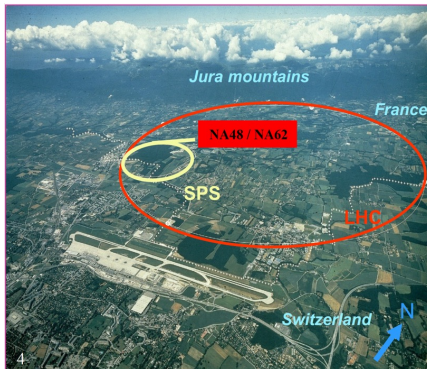 Jura mountains
France
NA48 / NA62
SPS
LHC
N
Switzerland
4